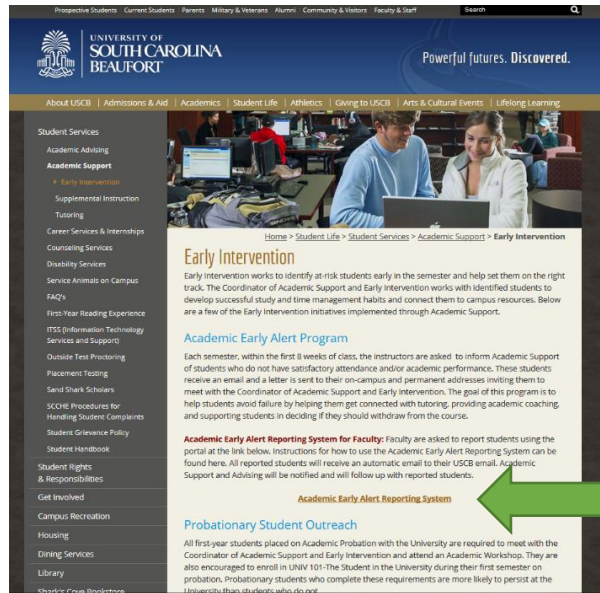 Prospective Students Current Students Parents Military & Veterans Alumni Community & Visitors Faculty & Staff Search
UNIVERSITY OF
SOUTH CAROLINA
BEAUFORT
Powerful futures. Discovered.
About USCB | Admissions & Aid | Academics | Student Life | Athletics | Giving to USCB | Arts & Cultural Events | Lifelong Learning
Student Services
Academic Advising
Academic Support
Early Intervention
Supplemental Instruction
Tutoring
Career Services & Internships
Counseling Services
Disability Services
Service Animals on Campus
FAQ's
First-Year Reading Experience
ITSS (Information Technology
Services and Support)
Outside Test Proctoring
Placement Testing
Sand Shark Scholars
SCCHE Procedures for
Handling Student Complaints
Student Grievance Policy
Student Handbook
Student Rights
& Responsibilities
Get Involved
Campus Recreation
Housing
Dining Services
Library
Shark's Cove Bookstore
Home > Student Life > Student Services > Academic Support > Early Intervention
Early Intervention
Early Intervention works to identify at-risk students early in the semester and help set them on the right
track. The Coordinator of Academic Support and Early Intervention works with identified students to
develop successful study and time management habits and connect them to campus resources. Below
are a few of the Early Intervention initiatives implemented through Academic Support.
Academic Early Alert Program
Each semester, within the first 8 weeks of class, the instructors are asked to inform Academic Support
of students who do not have satisfactory attendance and/or academic performance. These students
receive an email and a letter is sent to their on-campus and permanent addresses inviting them to
meet with the Coordinator of Academic Support and Early Intervention. The goal of this program is to
help students avoid failure by helping them get connected with tutoring, providing academic coaching,
and supporting students in deciding if they should withdraw from the course.
Academic Early Alert Reporting System for Faculty: Faculty are asked to report students using the
portal at the link below. Instructions for how to use the Academic Early Alert Reporting System can be
found here. All reported students will receive an automatic email to their USCB email. Academic
Support and Advising will be notified and will follow up with reported students.
Academic Early Alert Reporting System
Probationary Student Outreach
All first-year students placed on Academic Probation with the University are required to meet with the
Coordinator of Academic Support and Early Intervention and attend an Academic Workshop. They are
also encouraged to enroll in UNIV 101-The Student in the University during their first semester on
probation. Probationary students who complete these requirements are more likely to persist at the
University than students who do not.